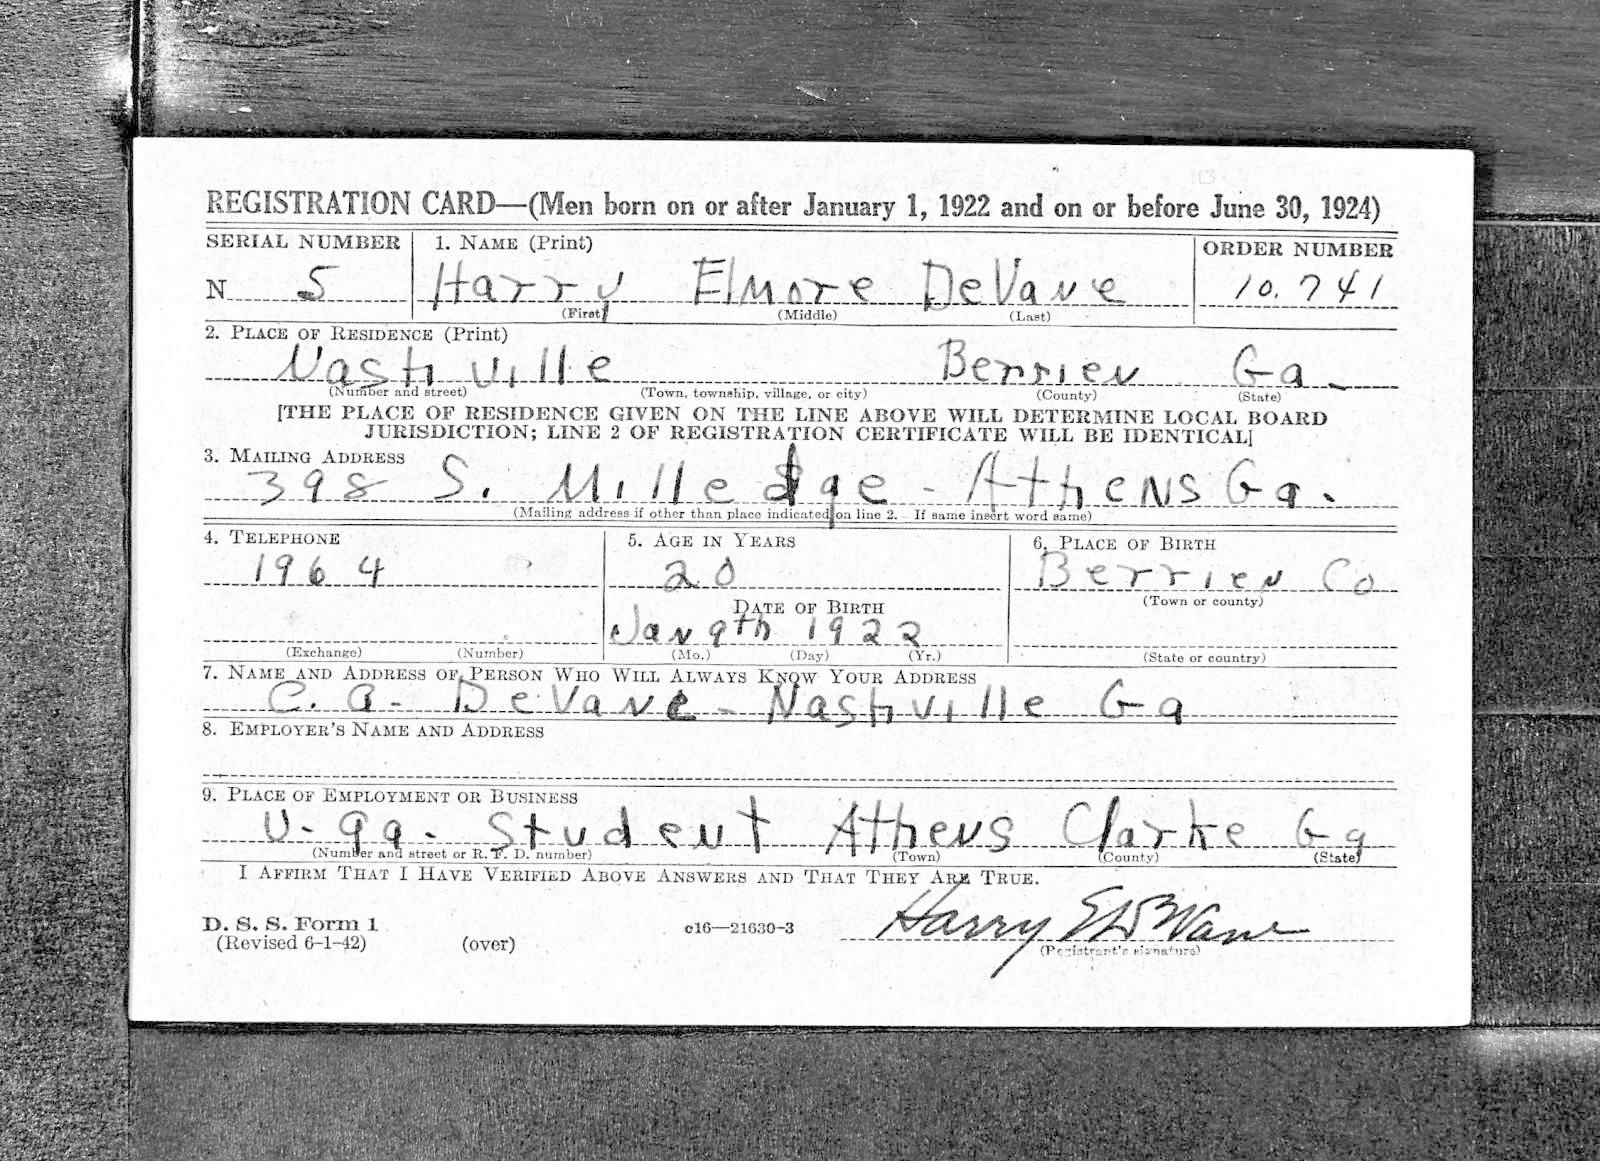 REGISTRATION CARD—(Men born on or after January 1, 1922 and on or before June 30, 1924)
SERIAL NUMBER 1. NAME (Print) ORDER NUMBER
N 5 Harry Elmore DeVane 10,741
(First) (Middle) (Last)
2. PLACE OF RESIDENCE (Print)
Nashville Berrien Ga.
(Number and street) (Town, township, village, or city) (County) (State)
[THE PLACE OF RESIDENCE GIVEN ON THE LINE ABOVE WILL DETERMINE LOCAL BOARD
JURISDICTION; LINE 2 OF REGISTRATION CERTIFICATE WILL BE IDENTICAL]
3. MAILING ADDRESS
398 S. Milledge - Athens Ga.
(Mailing address if other than place indicated on line 2. If same insert word same)
4. TELEPHONE 5. AGE IN YEARS 6. PLACE OF BIRTH
1964 20 Berrien Co
(Town or county)
DATE OF BIRTH
Jan 9th 1922
(Exchange) (Number) (Mo.) (Day) (Yr.) (State or country)
7. NAME AND ADDRESS OF PERSON WHO WILL ALWAYS KNOW YOUR ADDRESS
C. A. DeVane - Nashville Ga
8. EMPLOYER'S NAME AND ADDRESS
9. PLACE OF EMPLOYMENT OR BUSINESS
U. Ga. Student Athens Clarke Ga
(Number and street or R. F. D. number) (Town) (County) (State)
I AFFIRM THAT I HAVE VERIFIED ABOVE ANSWERS AND THAT THEY ARE TRUE.
D. S. S. Form 1
(Revised 6-1-42) (over) c16—21630-3 Harry E DeVane
(Registrant's signature)